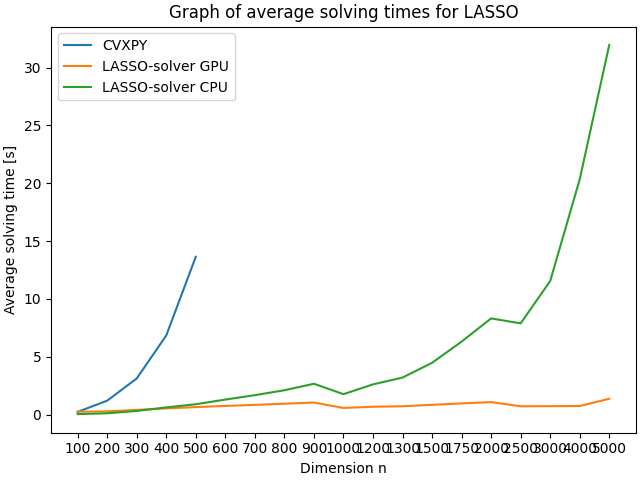 Graph of average solving times for LASSO
CVXPY
LASSO-solver GPU
LASSO-solver CPU
Average solving time [s]
30
25
20
15
10
5
0
100 200 300 400 500 600 700 800 900 1000 1200 1300 1500 1750 2000 2500 3000 4000 5000
Dimension n